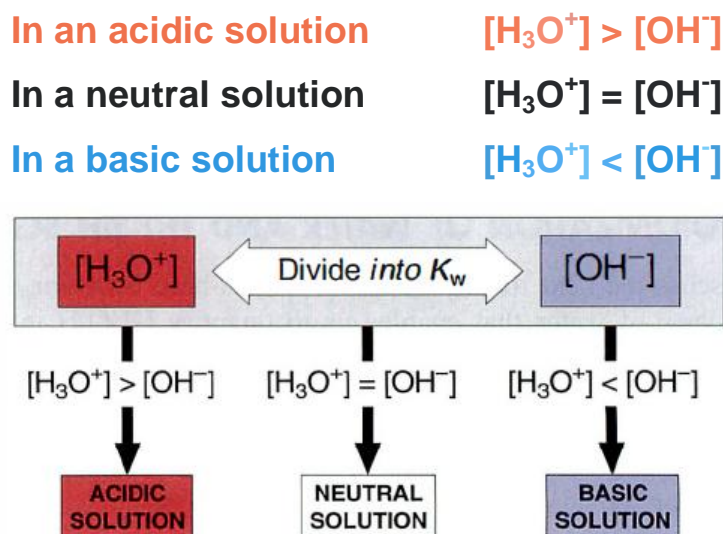 In an acidic solution [H₃O⁺] > [OH⁻]
In a neutral solution [H₃O⁺] = [OH⁻]
In a basic solution [H₃O⁺] < [OH⁻]
[H₃O⁺] Divide into Kw [OH⁻]
[H₃O⁺] > [OH⁻] [H₃O⁺] = [OH⁻] [H₃O⁺] < [OH⁻]
ACIDIC NEUTRAL BASIC
SOLUTION SOLUTION SOLUTION